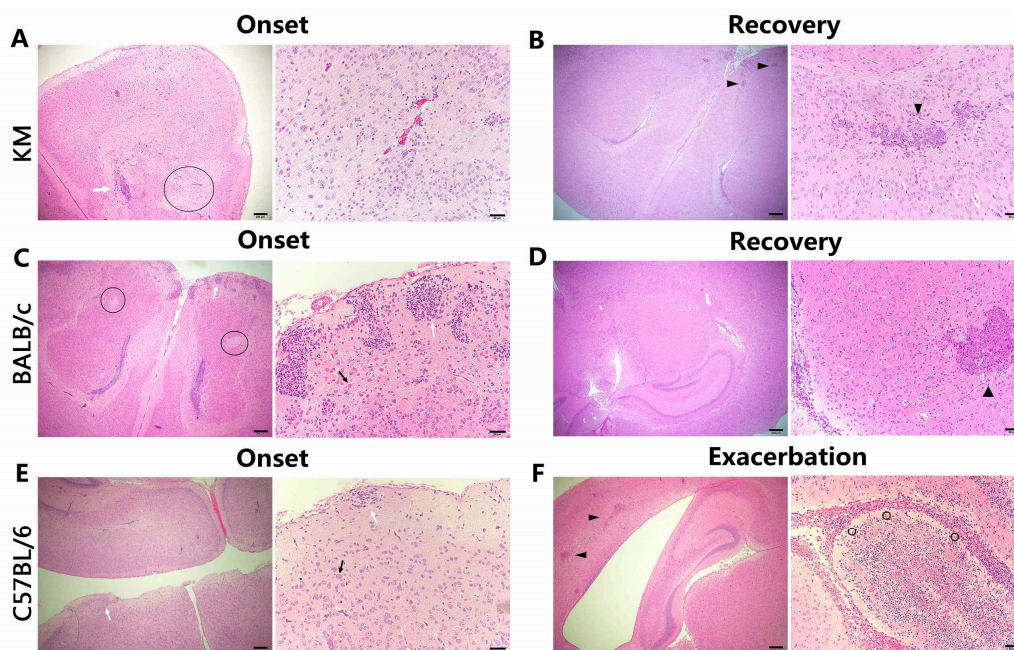 Onset
Recovery
A
B
KM
Onset
Recovery
C
D
BALB/c
Onset
Exacerbation
E
F
C57BL/6